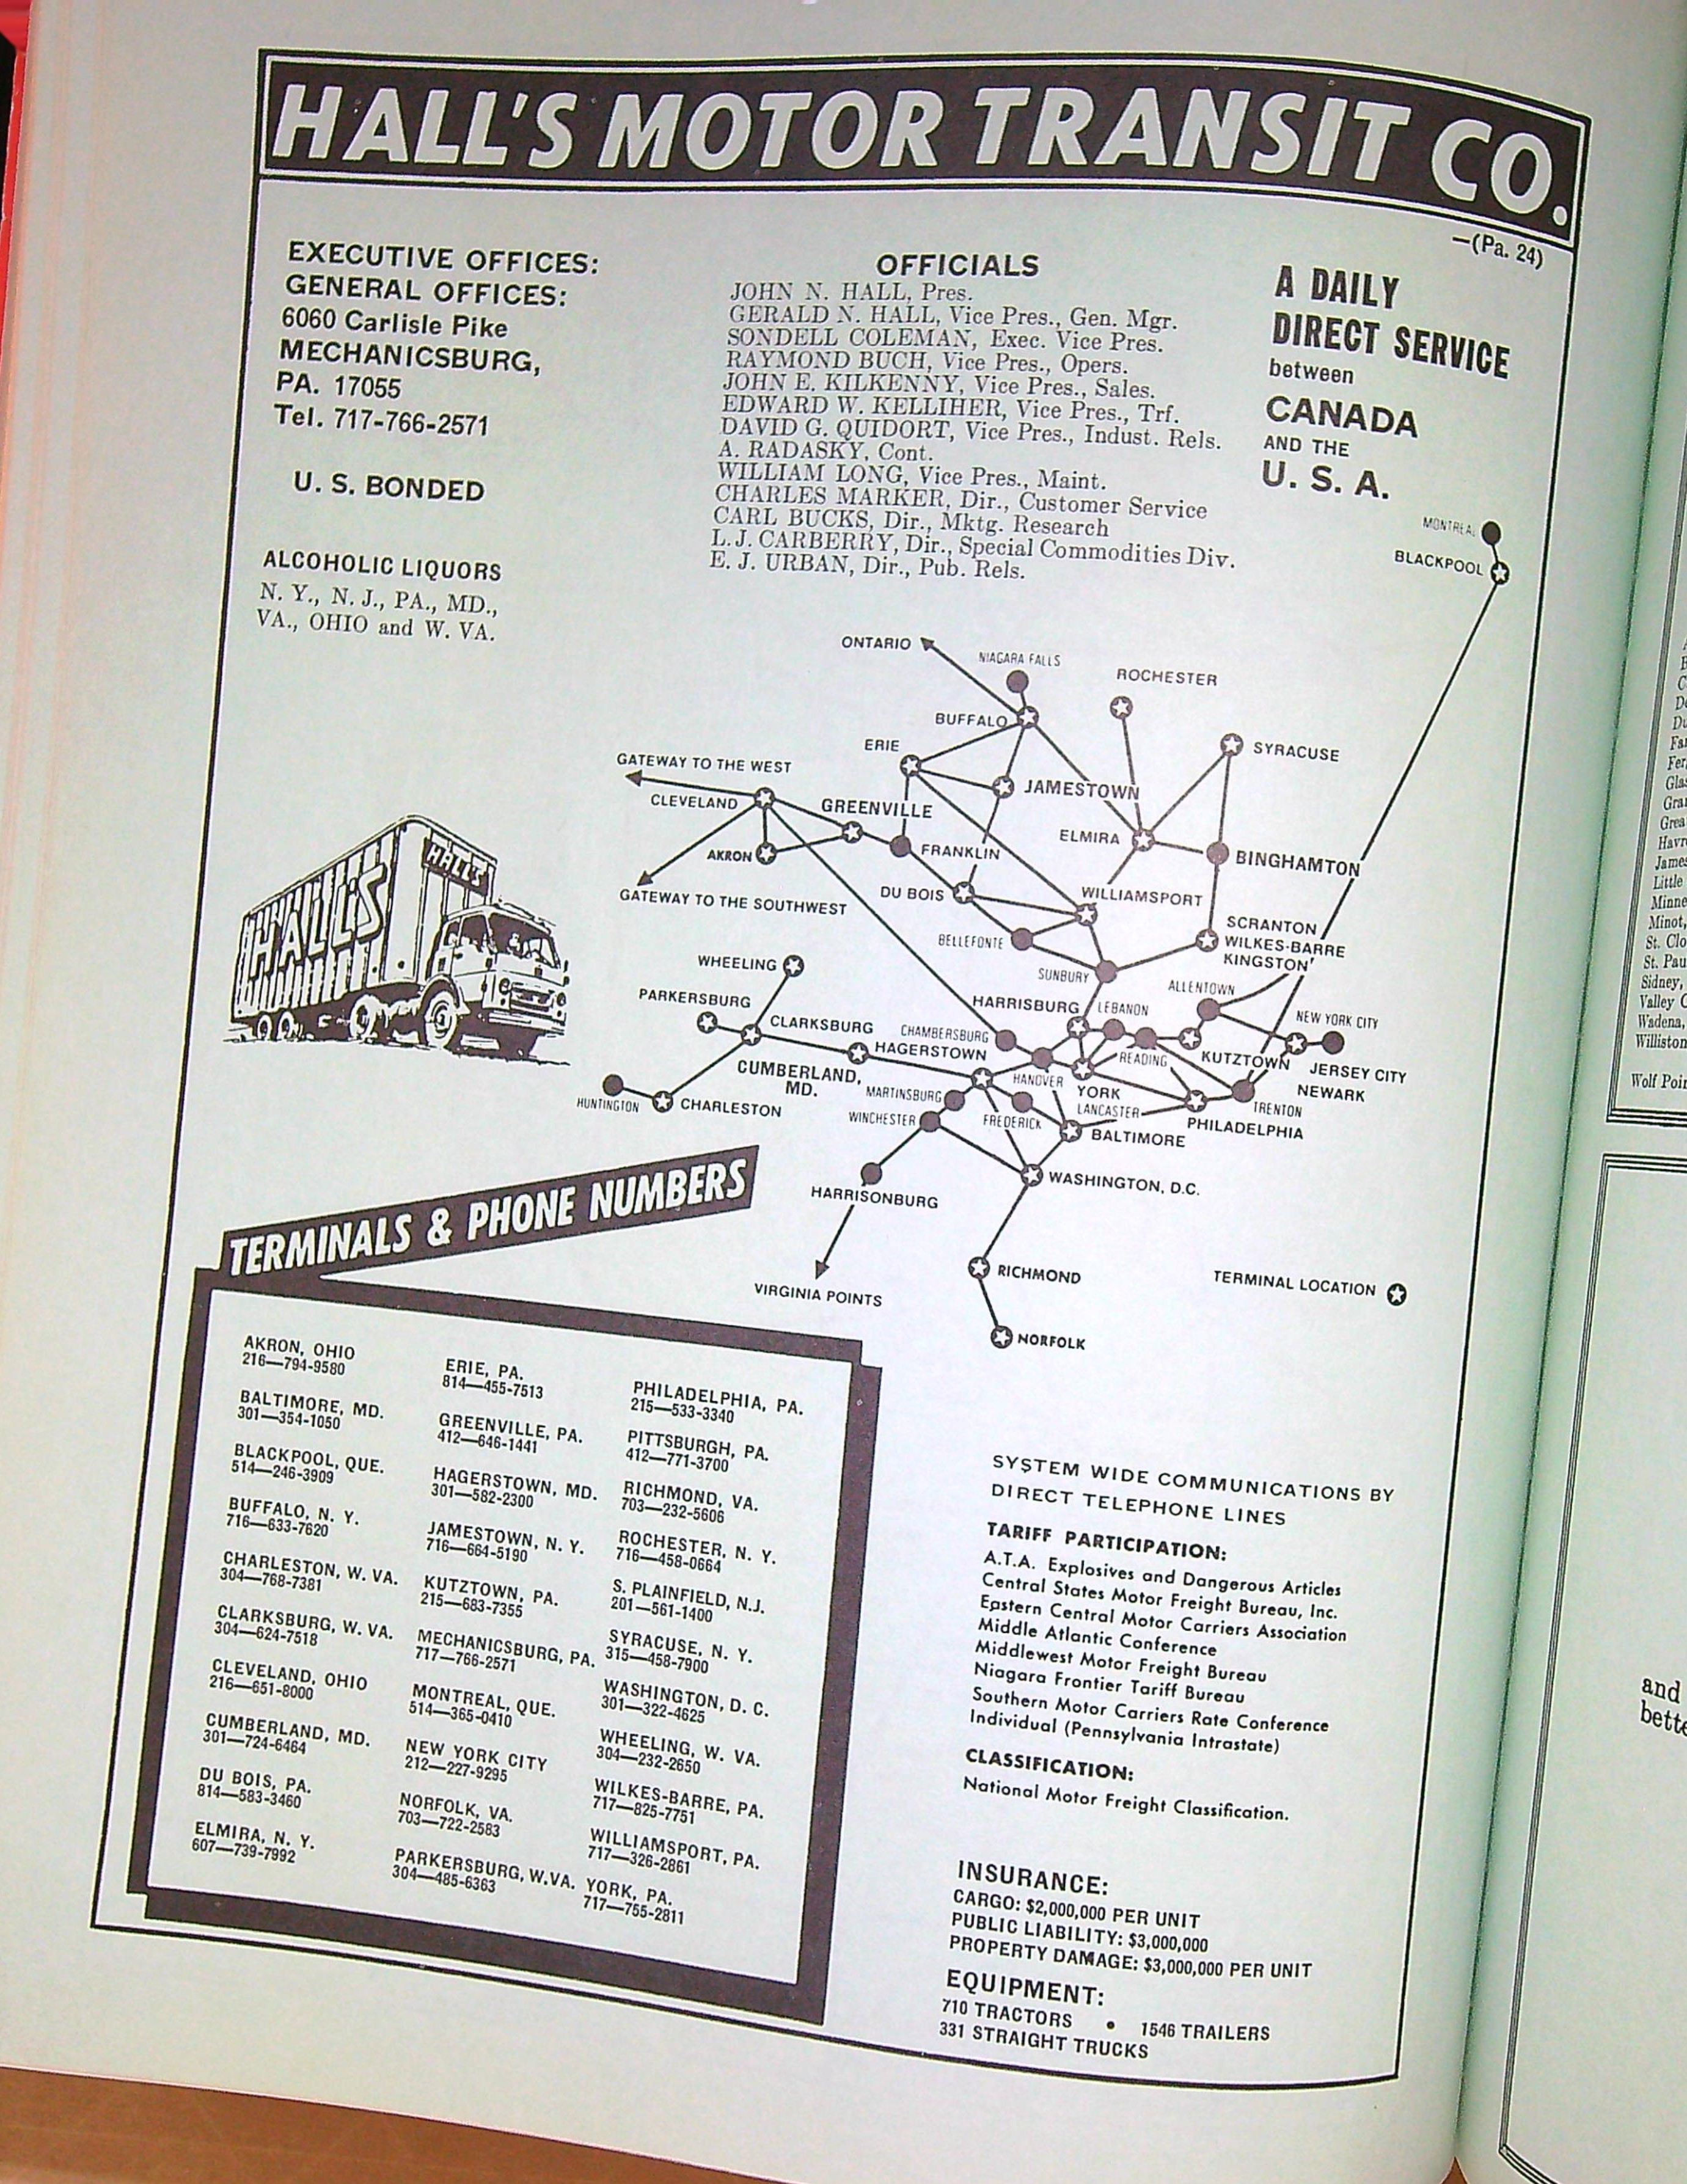 HALL'S MOTOR TRANSIT CO.
—(Pa. 24)
EXECUTIVE OFFICES:
GENERAL OFFICES:
6060 Carlisle Pike
MECHANICSBURG,
PA. 17055
Tel. 717-766-2571
U. S. BONDED
ALCOHOLIC LIQUORS
N. Y., N. J., PA., MD.,
VA., OHIO and W. VA.
OFFICIALS
JOHN N. HALL, Pres.
GERALD N. HALL, Vice Pres., Gen. Mgr.
SONDELL COLEMAN, Exec. Vice Pres.
RAYMOND BUCH, Vice Pres., Opers.
JOHN E. KILKENNY, Vice Pres., Sales.
EDWARD W. KELLIHER, Vice Pres., Trf.
DAVID G. QUIDORT, Vice Pres., Indust. Rels.
A. RADASKY, Cont.
WILLIAM LONG, Vice Pres., Maint.
CHARLES MARKER, Dir., Customer Service
CARL BUCKS, Dir., Mktg. Research
L. J. CARBERRY, Dir., Special Commodities Div.
E. J. URBAN, Dir., Pub. Rels.
A DAILY
DIRECT SERVICE
between
CANADA
AND THE
U. S. A.
MONTREAL
BLACKPOOL
ONTARIO
NIAGARA FALLS
ROCHESTER
BUFFALO
ERIE
SYRACUSE
GATEWAY TO THE WEST
CLEVELAND
GREENVILLE
JAMESTOWN
ELMIRA
AKRON
FRANKLIN
BINGHAMTON
DU BOIS
WILLIAMSPORT
GATEWAY TO THE SOUTHWEST
BELLEFONTE
SCRANTON
WILKES-BARRE
KINGSTON
WHEELING
SUNBURY
ALLENTOWN
PARKERSBURG
HARRISBURG
LEBANON
NEW YORK CITY
CLARKSBURG
CHAMBERSBURG
HAGERSTOWN
READING
KUTZTOWN
JERSEY CITY
NEWARK
CUMBERLAND,
MD.
MARTINSBURG
HANOVER
YORK
HUNTINGTON
CHARLESTON
WINCHESTER
FREDERICK
LANCASTER
TRENTON
PHILADELPHIA
BALTIMORE
HARRISONBURG
WASHINGTON, D.C.
VIRGINIA POINTS
RICHMOND
NORFOLK
TERMINAL LOCATION
HALL'S
HALL'S
TERMINALS & PHONE NUMBERS
AKRON, OHIO
216—794-9580
BALTIMORE, MD.
301—354-1050
BLACKPOOL, QUE.
514—246-3909
BUFFALO, N. Y.
716—633-7620
CHARLESTON, W. VA.
304—768-7381
CLARKSBURG, W. VA.
304—624-7518
CLEVELAND, OHIO
216—651-8000
CUMBERLAND, MD.
301—724-6464
DU BOIS, PA.
814—583-3460
ELMIRA, N. Y.
607—739-7992
ERIE, PA.
814—455-7513
GREENVILLE, PA.
412—646-1441
HAGERSTOWN, MD.
301—582-2300
JAMESTOWN, N. Y.
716—664-5190
KUTZTOWN, PA.
215—683-7355
MECHANICSBURG, PA.
717—766-2571
MONTREAL, QUE.
514—365-0410
NEW YORK CITY
212—227-9295
NORFOLK, VA.
703—722-2583
PARKERSBURG, W.VA.
304—485-6363
PHILADELPHIA, PA.
215—533-3340
PITTSBURGH, PA.
412—771-3700
RICHMOND, VA.
703—232-5606
ROCHESTER, N. Y.
716—458-0664
S. PLAINFIELD, N.J.
201—561-1400
SYRACUSE, N. Y.
315—458-7900
WASHINGTON, D. C.
301—322-4625
WHEELING, W. VA.
304—232-2650
WILKES-BARRE, PA.
717—825-7751
WILLIAMSPORT, PA.
717—326-2861
YORK, PA.
717—755-2811
SYSTEM WIDE COMMUNICATIONS BY
DIRECT TELEPHONE LINES
TARIFF PARTICIPATION:
A.T.A. Explosives and Dangerous Articles
Central States Motor Freight Bureau, Inc.
Eastern Central Motor Carriers Association
Middle Atlantic Conference
Middlewest Motor Freight Bureau
Niagara Frontier Tariff Bureau
Southern Motor Carriers Rate Conference
Individual (Pennsylvania Intrastate)
CLASSIFICATION:
National Motor Freight Classification.
INSURANCE:
CARGO: $2,000,000 PER UNIT
PUBLIC LIABILITY: $3,000,000
PROPERTY DAMAGE: $3,000,000 PER UNIT
EQUIPMENT:
710 TRACTORS • 1546 TRAILERS
331 STRAIGHT TRUCKS
Great
James
Little
Minne
Minot,
St. Clo
St. Pau
Sidney,
Valley C
Wadena,
Williston
Wolf Poin
and
bette